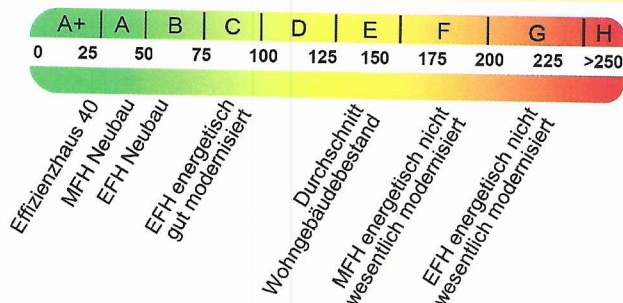 A+ A B C D E F G H
0 25 50 75 100 125 150 175 200 225 >250
Effizienzhaus 40
MFH Neubau
EFH Neubau
EFH energetisch
gut modernisiert
Durchschnitt
Wohngebäudebestand
MFH energetisch nicht
wesentlich modernisiert
EFH energetisch nicht
wesentlich modernisiert